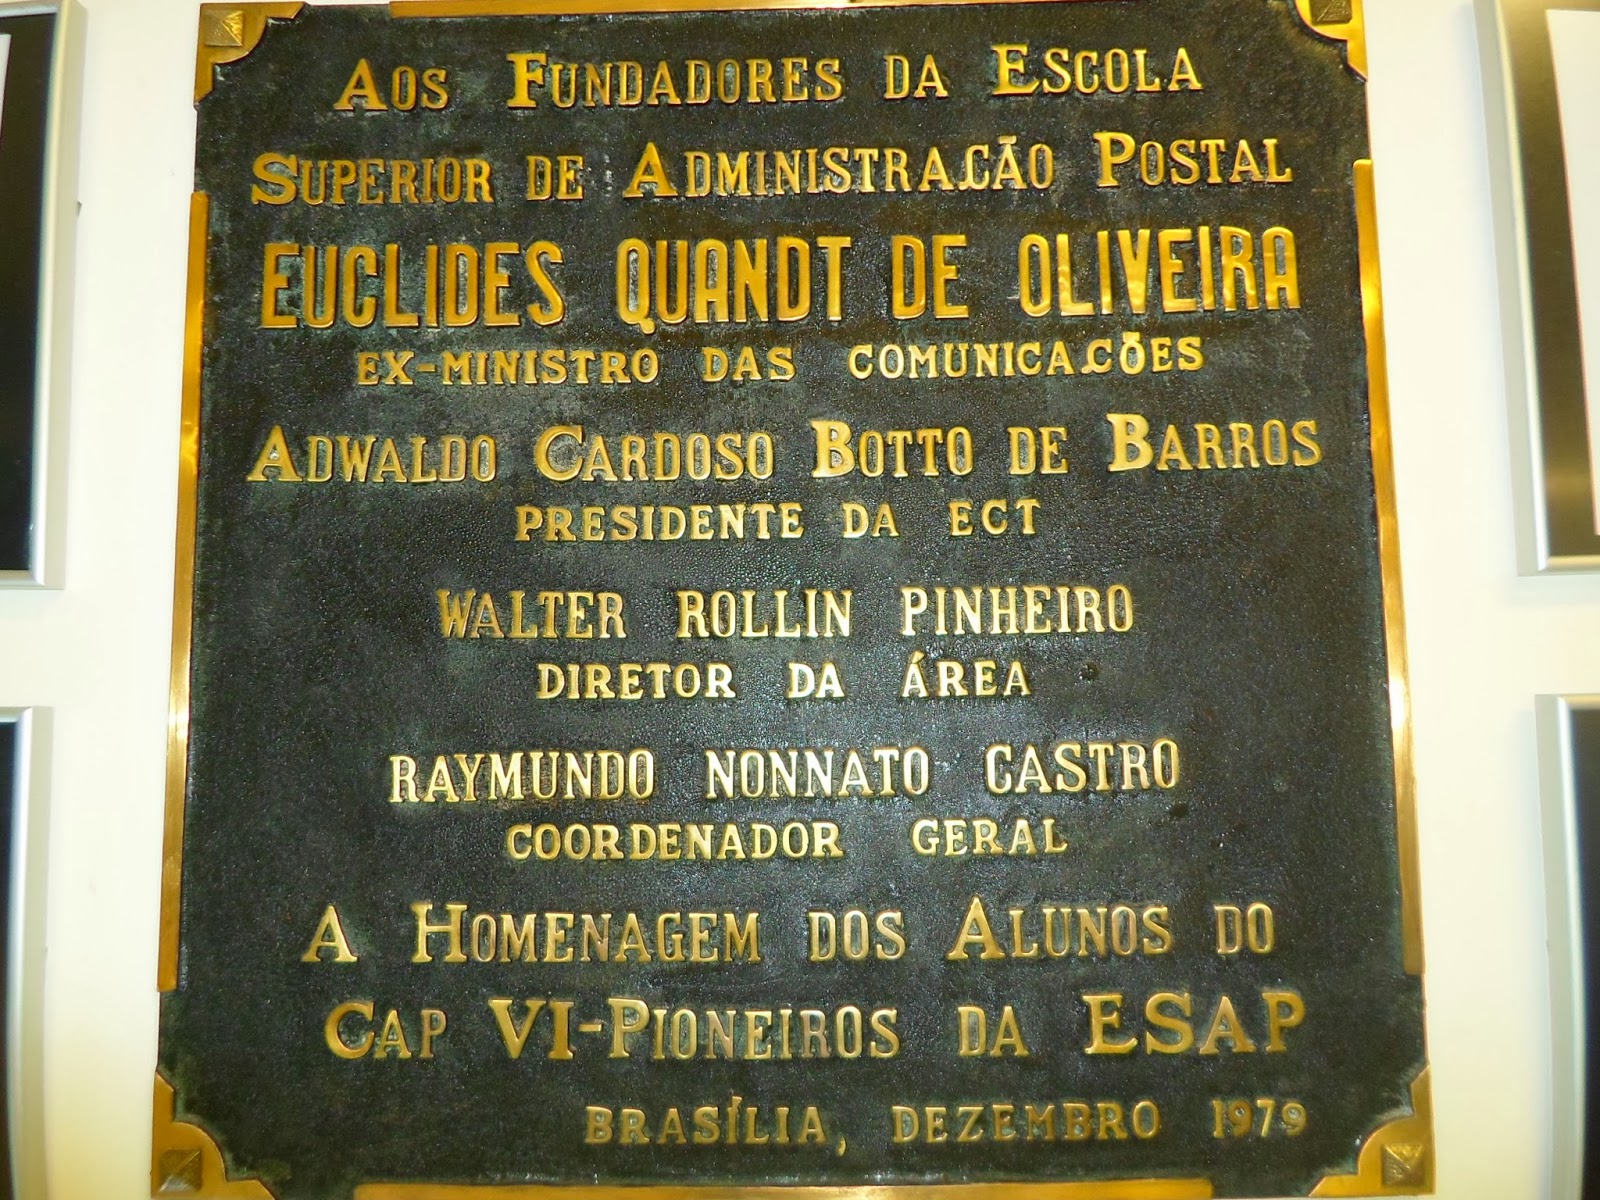 AOS FUNDADORES DA ESCOLA
SUPERIOR DE ADMINISTRAÇÃO POSTAL
EUCLIDES QUANDT DE OLIVEIRA
EX-MINISTRO DAS COMUNICAÇÕES
ADWALDO CARDOSO BOTTO DE BARROS
PRESIDENTE DA ECT
WALTER ROLLIN PINHEIRO
DIRETOR DA ÁREA
RAYMUNDO NONNATO CASTRO
COORDENADOR GERAL
A HOMENAGEM DOS ALUNOS DO
CAP VI-PIONEIROS DA ESAP
BRASÍLIA, DEZEMBRO 1979